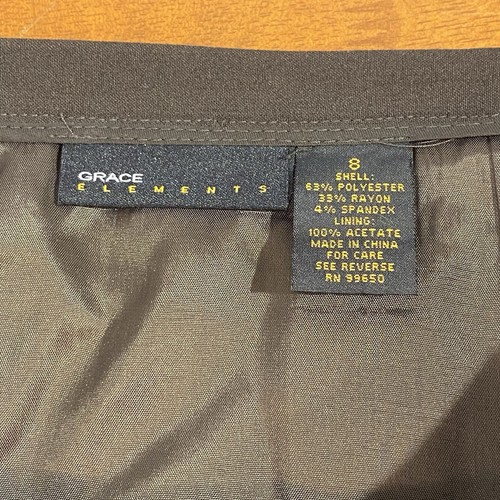 GRACE
ELEMENTS
8
SHELL:
63% POLYESTER
33% RAYON
4% SPANDEX
LINING:
100% ACETATE
MADE IN CHINA
FOR CARE
SEE REVERSE
RN 99650